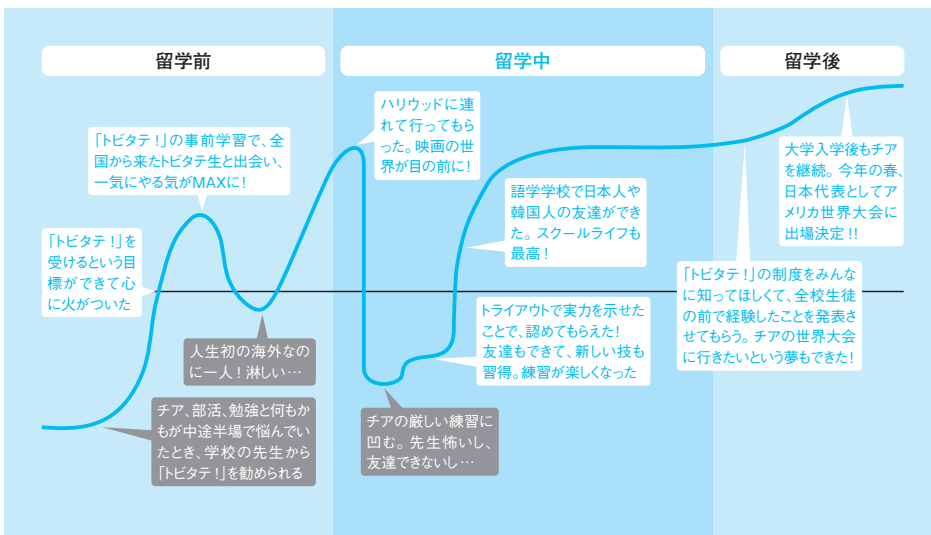 留学前
留学中
留学後
「トビタテ！」の事前学習で、全
国から来たトビタテ生と出会い、
一気にやる気がMAXに！
「トビタテ！」を
受けるという目
標ができて心
に火がついた
人生初の海外なの
に一人！淋しい…
チア、部活、勉強と何もか
もが中途半場で悩んでい
たとき、学校の先生から
「トビタテ！」を勧められる
ハリウッドに連
れて行ってもら
った。映画の世
界が目の前に！
語学学校で日本人や
韓国人の友達ができ
た。スクールライフも
最高！
トライアウトで実力を示せた
ことで、認めてもらえた！
友達もできて、新しい技も
習得。練習が楽しくなった
チアの厳しい練習に
凹む。先生怖いし、
友達できないし…
大学入学後もチア
を継続。今年の春、
日本代表としてア
メリカ世界大会に
出場決定!!
「トビタテ！」の制度をみんな
に知ってほしくて、全校生徒
の前で経験したことを発表さ
せてもらう。チアの世界大会
に行きたいという夢もできた！